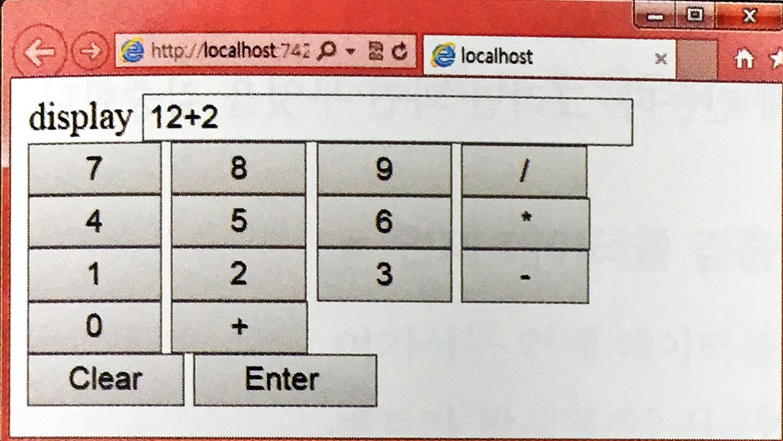 http://localhost:742
localhost
display 12+2
7 8 9 /
4 5 6 *
1 2 3 -
0 +
Clear Enter